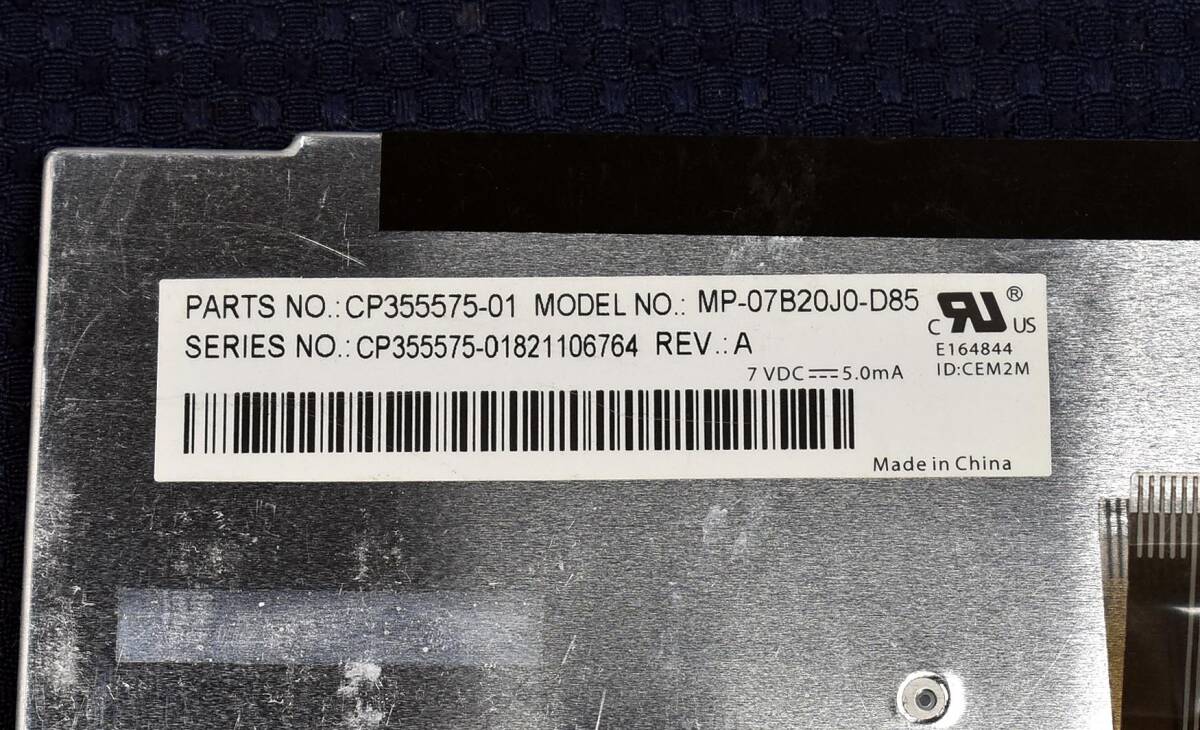 PARTS NO.: CP355575-01 MODEL NO.: MP-07B20J0-D85
SERIES NO.: CP355575-01821106764 REV.: A
C RU ® US
E164844
7 VDC ⎓ 5.0mA ID:CEM2M
Made in China